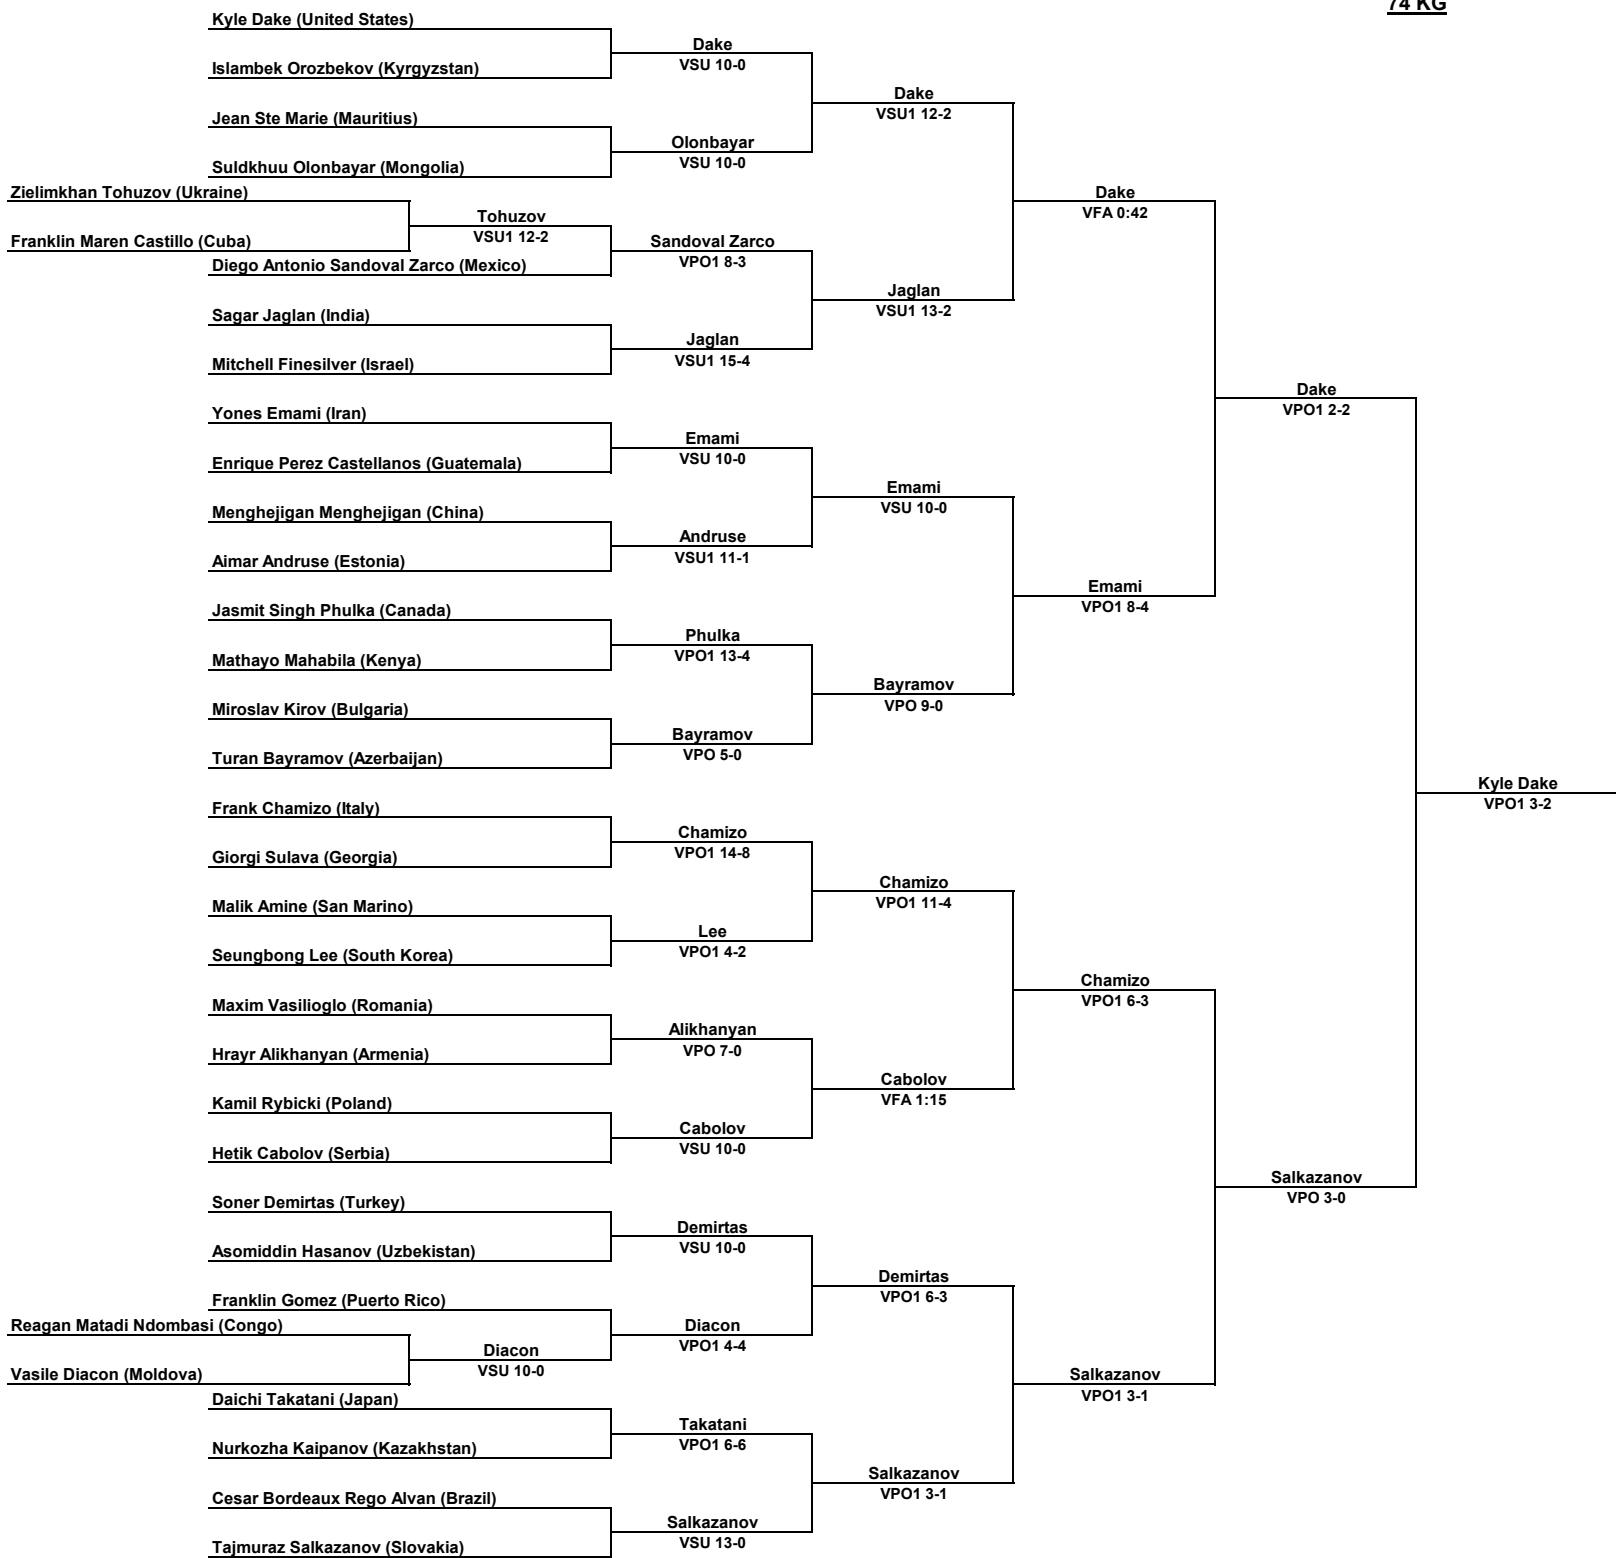 74 KG
Kyle Dake (United States)
Dake
VSU 10-0
Islambek Orozbekov (Kyrgyzstan)
Dake
VSU1 12-2
Jean Ste Marie (Mauritius)
Olonbayar
VSU 10-0
Suldkhuu Olonbayar (Mongolia)
Zielimkhan Tohuzov (Ukraine)
Dake
VFA 0:42
Tohuzov
VSU1 12-2
Franklin Maren Castillo (Cuba)
Sandoval Zarco
VPO1 8-3
Diego Antonio Sandoval Zarco (Mexico)
Jaglan
VSU1 13-2
Sagar Jaglan (India)
Jaglan
VSU1 15-4
Mitchell Finesilver (Israel)
Dake
VPO1 2-2
Yones Emami (Iran)
Emami
VSU 10-0
Enrique Perez Castellanos (Guatemala)
Emami
VSU 10-0
Menghejigan Menghejigan (China)
Andruse
VSU1 11-1
Aimar Andruse (Estonia)
Emami
VPO1 8-4
Jasmit Singh Phulka (Canada)
Phulka
VPO1 13-4
Mathayo Mahabila (Kenya)
Bayramov
VPO 9-0
Miroslav Kirov (Bulgaria)
Bayramov
VPO 5-0
Turan Bayramov (Azerbaijan)
Kyle Dake
VPO1 3-2
Frank Chamizo (Italy)
Chamizo
VPO1 14-8
Giorgi Sulava (Georgia)
Chamizo
VPO1 11-4
Malik Amine (San Marino)
Lee
VPO1 4-2
Seungbong Lee (South Korea)
Chamizo
VPO1 6-3
Maxim Vasilioglo (Romania)
Alikhanyan
VPO 7-0
Hrayr Alikhanyan (Armenia)
Cabolov
VFA 1:15
Kamil Rybicki (Poland)
Cabolov
VSU 10-0
Hetik Cabolov (Serbia)
Salkazanov
VPO 3-0
Soner Demirtas (Turkey)
Demirtas
VSU 10-0
Asomiddin Hasanov (Uzbekistan)
Demirtas
VPO1 6-3
Franklin Gomez (Puerto Rico)
Reagan Matadi Ndombasi (Congo)
Diacon
VPO1 4-4
Diacon
VSU 10-0
Vasile Diacon (Moldova)
Salkazanov
VPO1 3-1
Daichi Takatani (Japan)
Takatani
VPO1 6-6
Nurkozha Kaipanov (Kazakhstan)
Salkazanov
VPO1 3-1
Cesar Bordeaux Rego Alvan (Brazil)
Salkazanov
VSU 13-0
Tajmuraz Salkazanov (Slovakia)